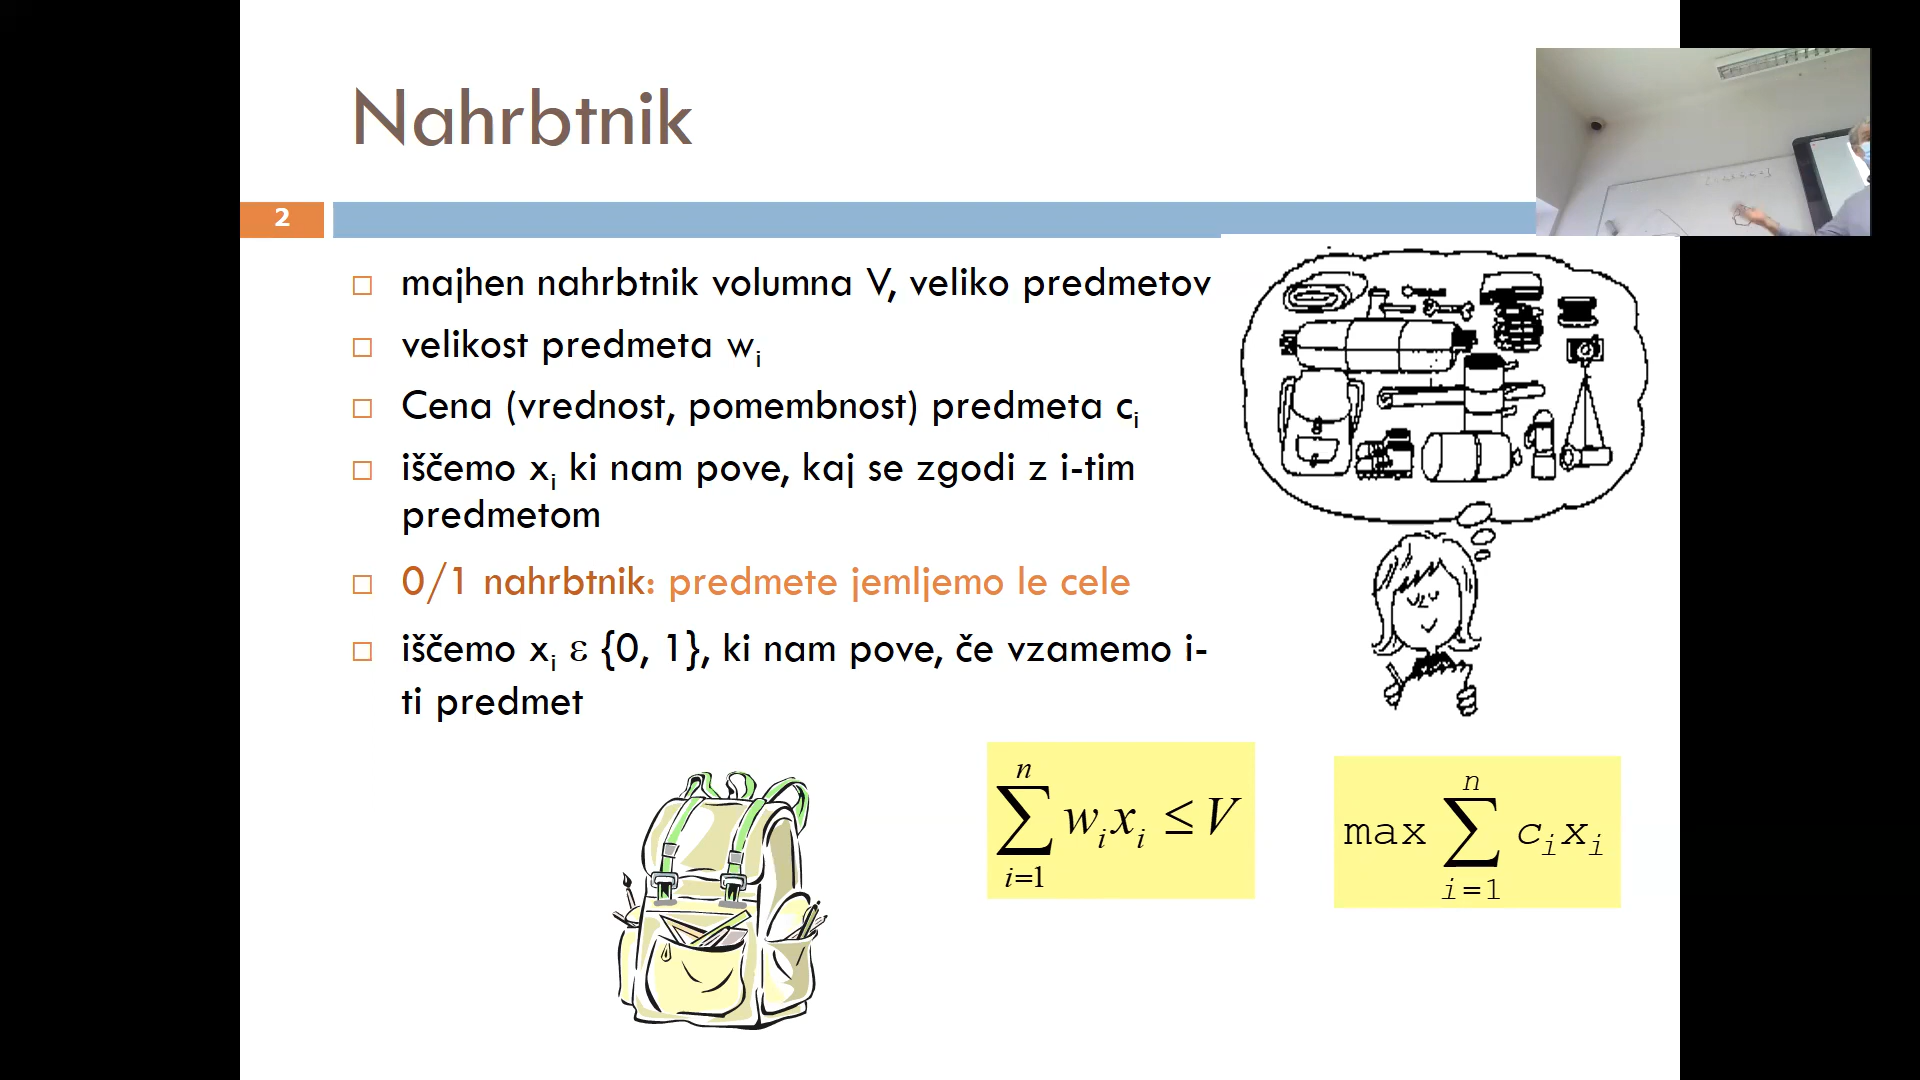 Nahrbtnik
2
majhen nahrbtnik volumna V, veliko predmetov
velikost predmeta wᵢ
Cena (vrednost, pomembnost) predmeta cᵢ
iščemo xᵢ ki nam pove, kaj se zgodi z i-tim
predmetom
0/1 nahrbtnik: predmete jemljemo le cele
iščemo xᵢ ε {0, 1}, ki nam pove, če vzamemo i-
ti predmet
n
∑ wᵢxᵢ ≤ V
i=1
n
max ∑ cᵢxᵢ
i=1